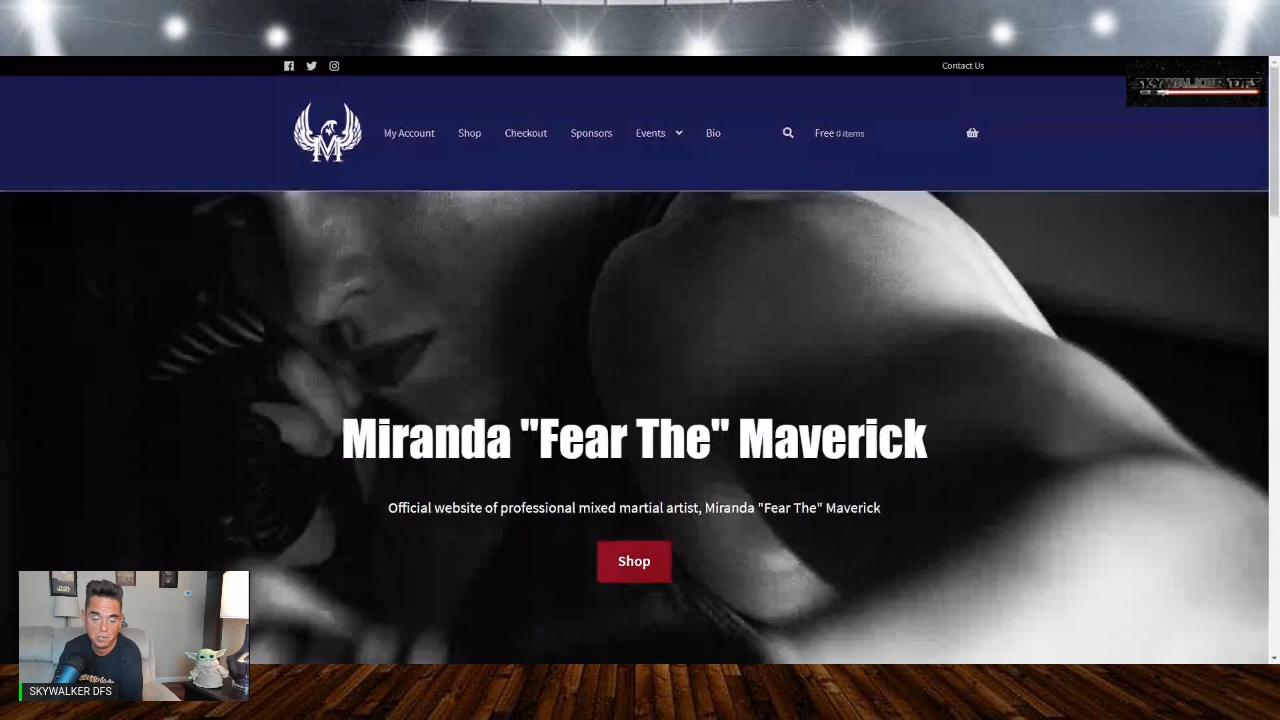 Contact Us
SKYWALKER DFS
M
My Account Shop Checkout Sponsors Events Bio Free 0 items
Miranda "Fear The" Maverick
Official website of professional mixed martial artist, Miranda "Fear The" Maverick
Shop
SKYWALKER DFS